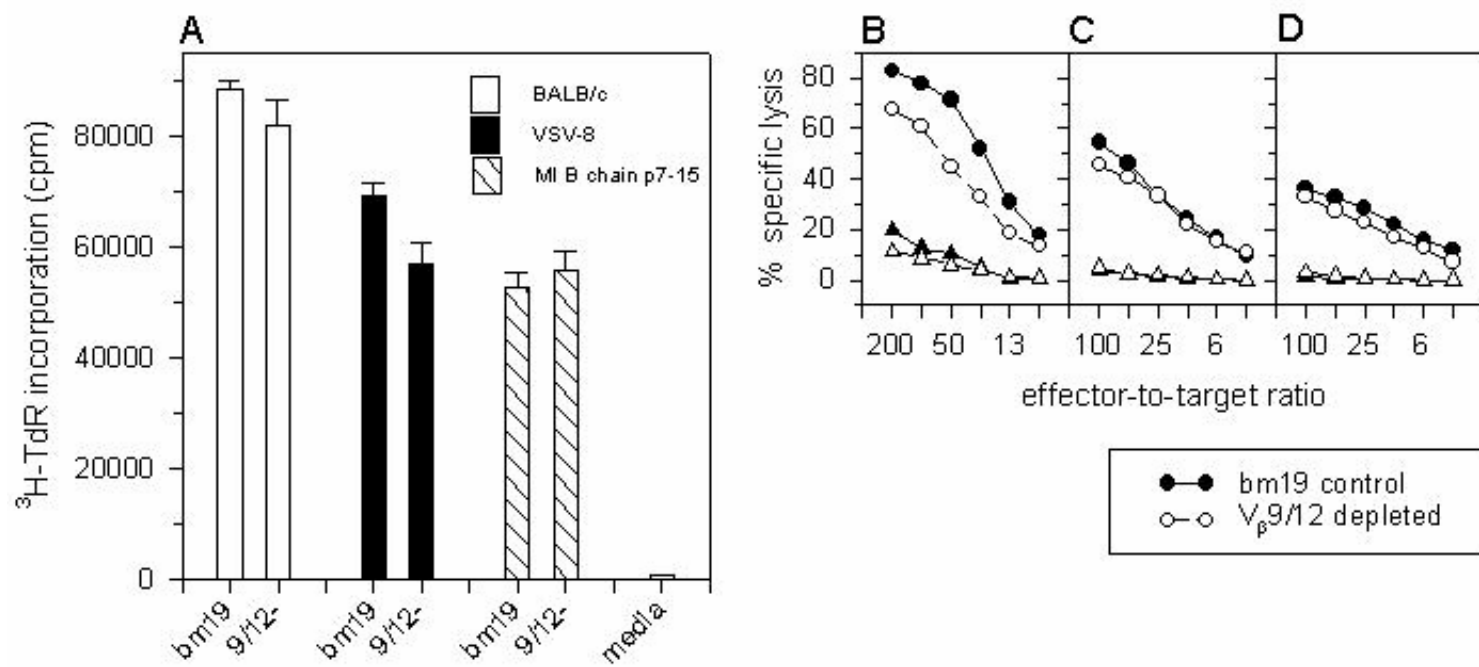 A
³H-TdR incorporation (cpm)
80000
60000
40000
20000
0
BALB/c
VSV-8
MI B chain p7-15
bm19
9/12-
bm19
9/12-
bm19
9/12-
media
B
C
D
% specific lysis
80
60
40
20
0
200 50 13
100 25 6
100 25 6
effector-to-target ratio
bm19 control
Vβ9/12 depleted